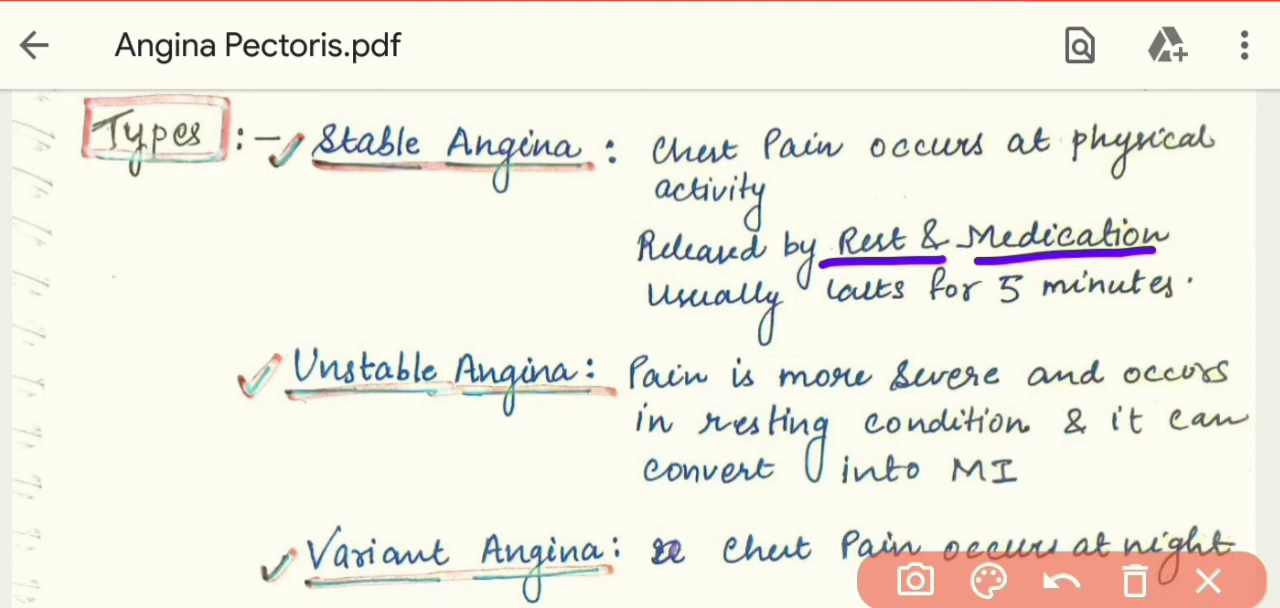 Angina Pectoris.pdf
Types :- Stable Angina : Chest Pain occurs at physical
activity
Released by Rest & Medication
Usually lasts for 5 minutes.
Unstable Angina : Pain is more severe and occurs
in resting condition & it can
convert into MI
Variant Angina : Chest Pain occurs at night